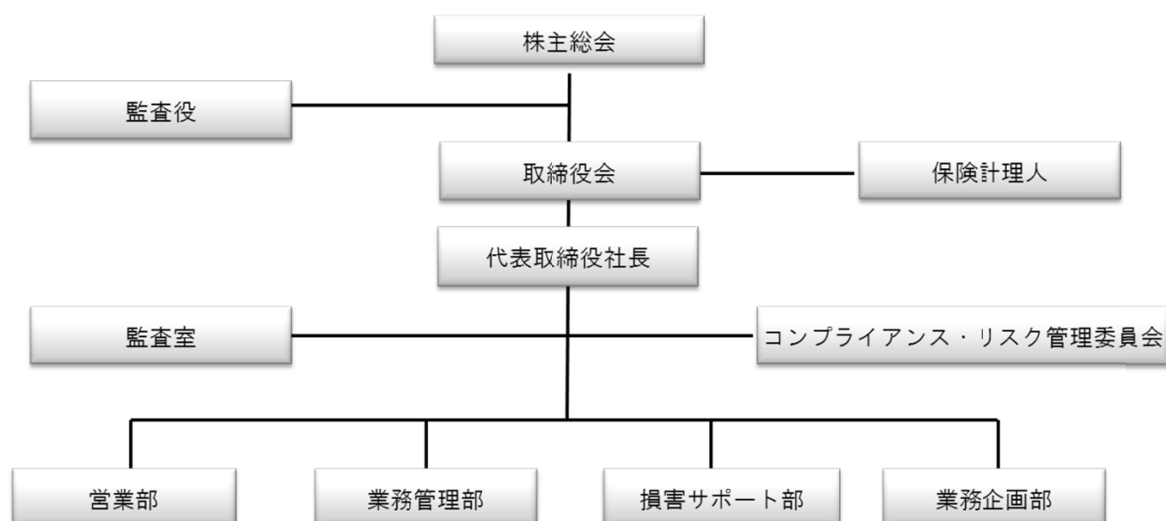 株主総会
監査役
取締役会
保険計理人
代表取締役社長
監査室
コンプライアンス・リスク管理委員会
営業部
業務管理部
損害サポート部
業務企画部